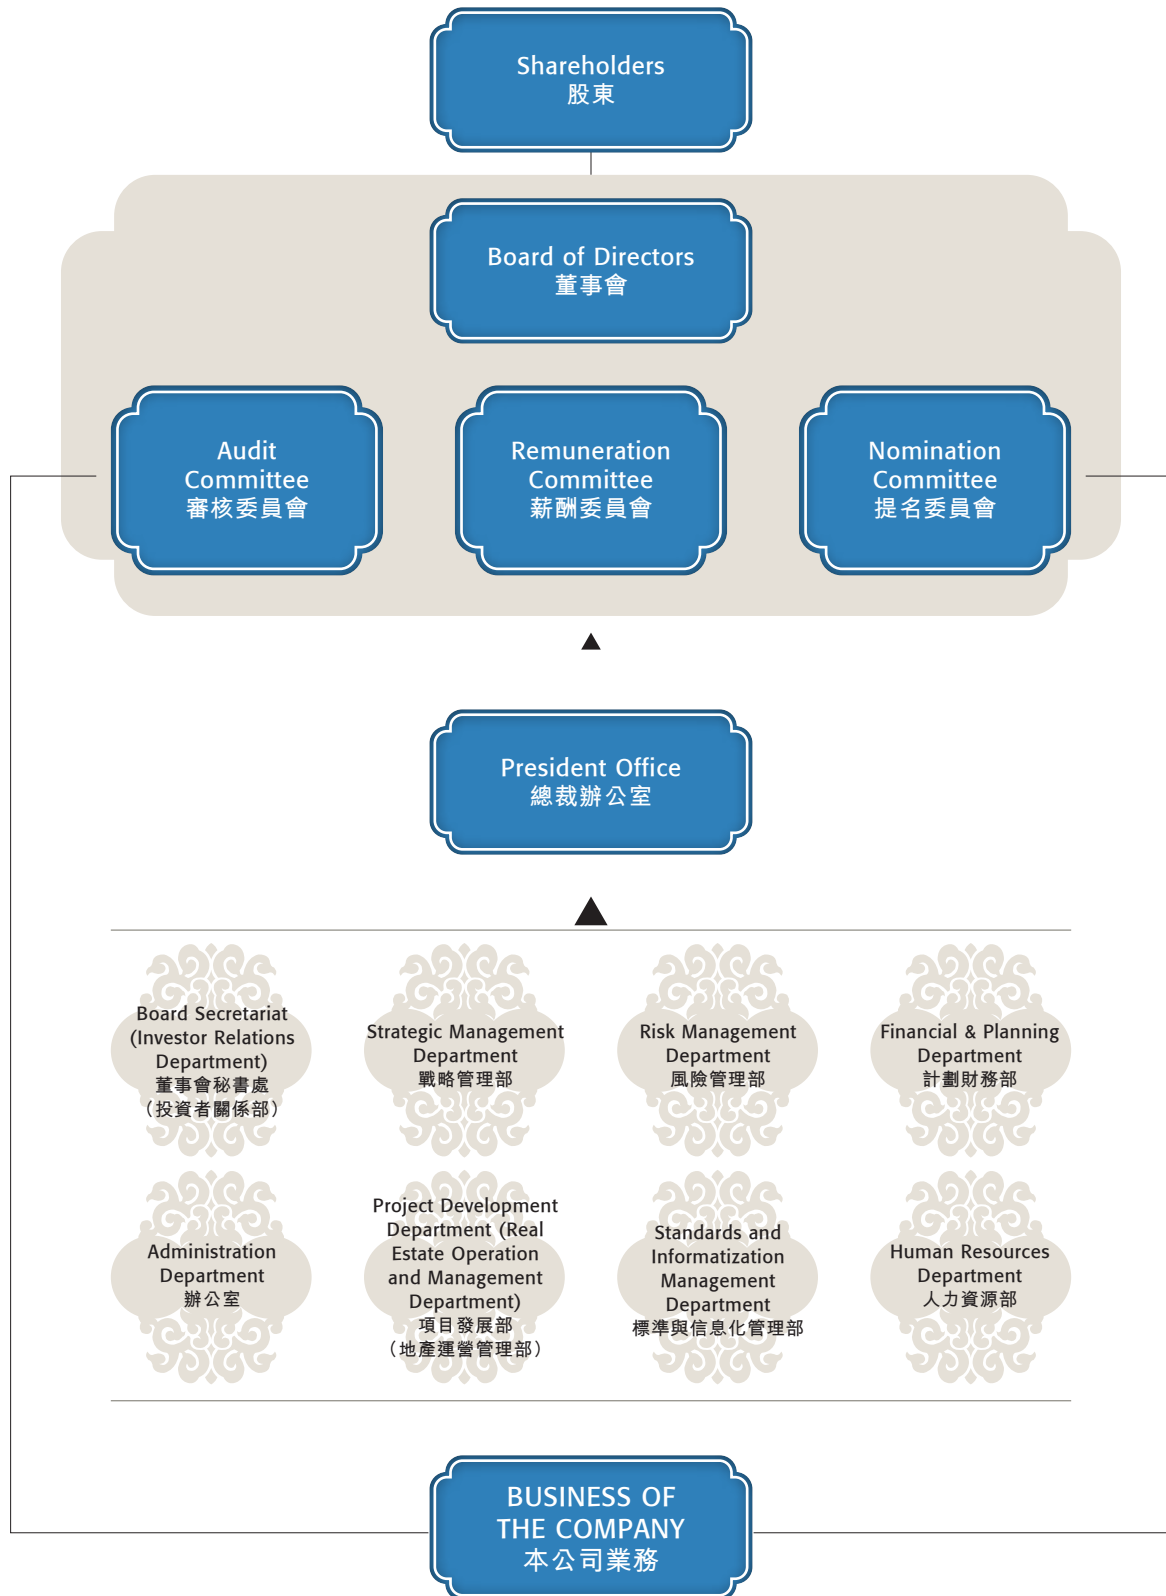 Shareholders
股東
Board of Directors
董事會
Audit
Committee
審核委員會
Remuneration
Committee
薪酬委員會
Nomination
Committee
提名委員會
President Office
總裁辦公室
Board Secretariat
(Investor Relations
Department)
董事會秘書處
（投資者關係部）
Strategic Management
Department
戰略管理部
Risk Management
Department
風險管理部
Financial & Planning
Department
計劃財務部
Administration
Department
辦公室
Project Development
Department (Real
Estate Operation
and Management
Department)
項目發展部
（地產運營管理部）
Standards and
Informatization
Management
Department
標準與信息化管理部
Human Resources
Department
人力資源部
BUSINESS OF
THE COMPANY
本公司業務